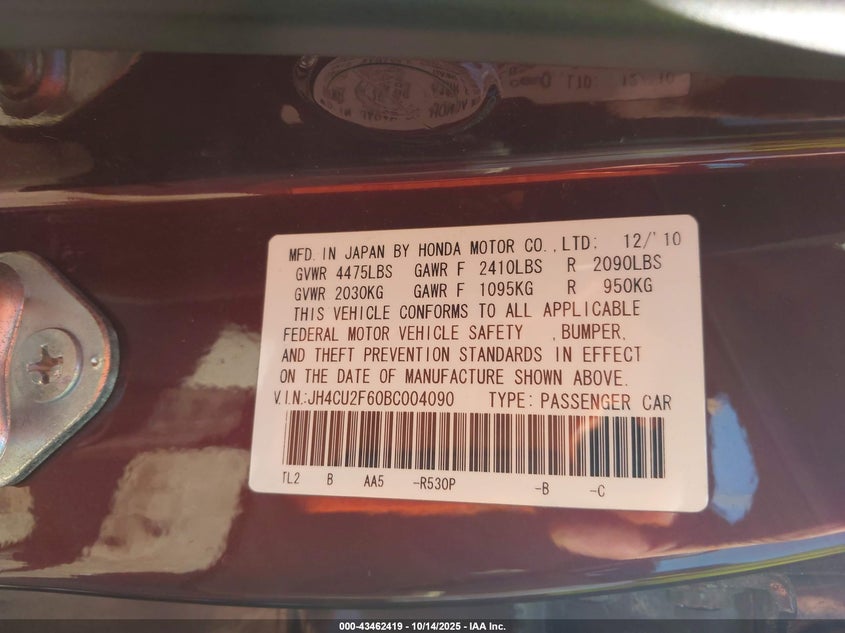 MFD. IN JAPAN BY HONDA MOTOR CO.,LTD: 12/'10
GVWR 4475LBS GAWR F 2410LBS R 2090LBS
GVWR 2030KG GAWR F 1095KG R 950KG
THIS VEHICLE CONFORMS TO ALL APPLICABLE
FEDERAL MOTOR VEHICLE SAFETY ,BUMPER,
AND THEFT PREVENTION STANDARDS IN EFFECT
ON THE DATE OF MANUFACTURE SHOWN ABOVE.
V.I.N.:JH4CU2F60BC004090 TYPE: PASSENGER CAR
TL2 B AA5 -R530P -B -C
000-43462419 - 10/14/2025 - IAA Inc.